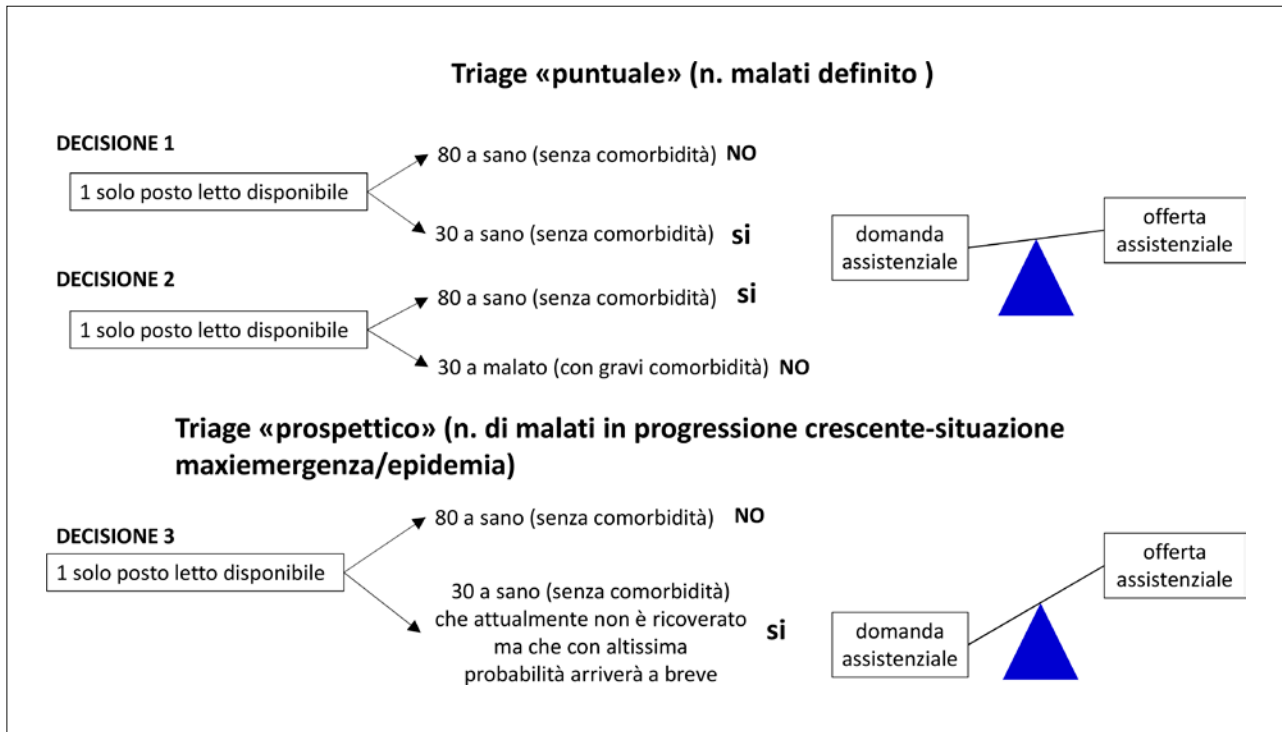 Triage «puntuale» (n. malati definito )
DECISIONE 1
1 solo posto letto disponibile
80 a sano (senza comorbidità) NO
30 a sano (senza comorbidità) si
domanda
assistenziale
offerta
assistenziale
DECISIONE 2
1 solo posto letto disponibile
80 a sano (senza comorbidità) si
30 a malato (con gravi comorbidità) NO
Triage «prospettico» (n. di malati in progressione crescente-situazione
maxiemergenza/epidemia)
DECISIONE 3
1 solo posto letto disponibile
80 a sano (senza comorbidità) NO
30 a sano (senza comorbidità)
che attualmente non è ricoverato
ma che con altissima
probabilità arriverà a breve
si
domanda
assistenziale
offerta
assistenziale